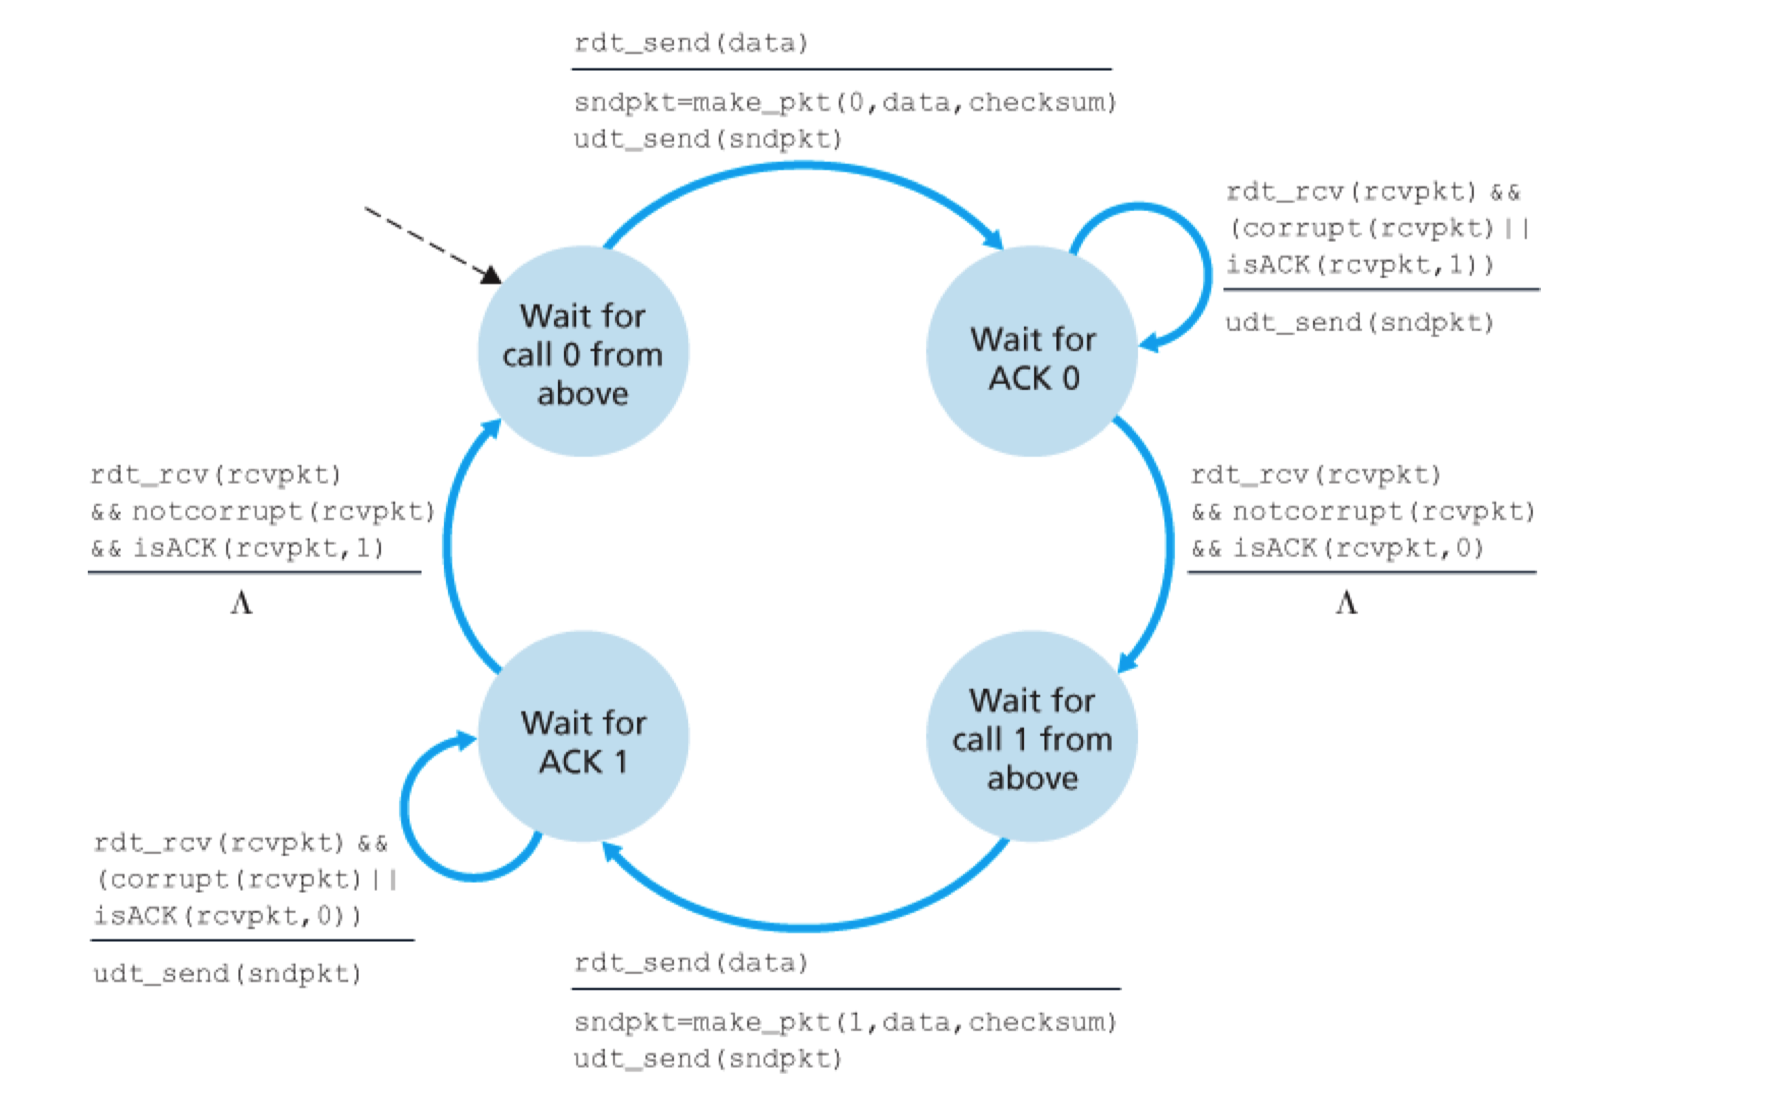 rdt_send(data)
sndpkt=make_pkt(0,data,checksum)
udt_send(sndpkt)
rdt_rcv(rcvpkt) &&
(corrupt(rcvpkt)||
isACK(rcvpkt,1))
udt_send(sndpkt)
Wait for
call 0 from
above
Wait for
ACK 0
rdt_rcv(rcvpkt)
&& notcorrupt(rcvpkt)
&& isACK(rcvpkt,1)
Λ
rdt_rcv(rcvpkt)
&& notcorrupt(rcvpkt)
&& isACK(rcvpkt,0)
Λ
Wait for
ACK 1
Wait for
call 1 from
above
rdt_rcv(rcvpkt) &&
(corrupt(rcvpkt)||
isACK(rcvpkt,0))
udt_send(sndpkt)
rdt_send(data)
sndpkt=make_pkt(1,data,checksum)
udt_send(sndpkt)